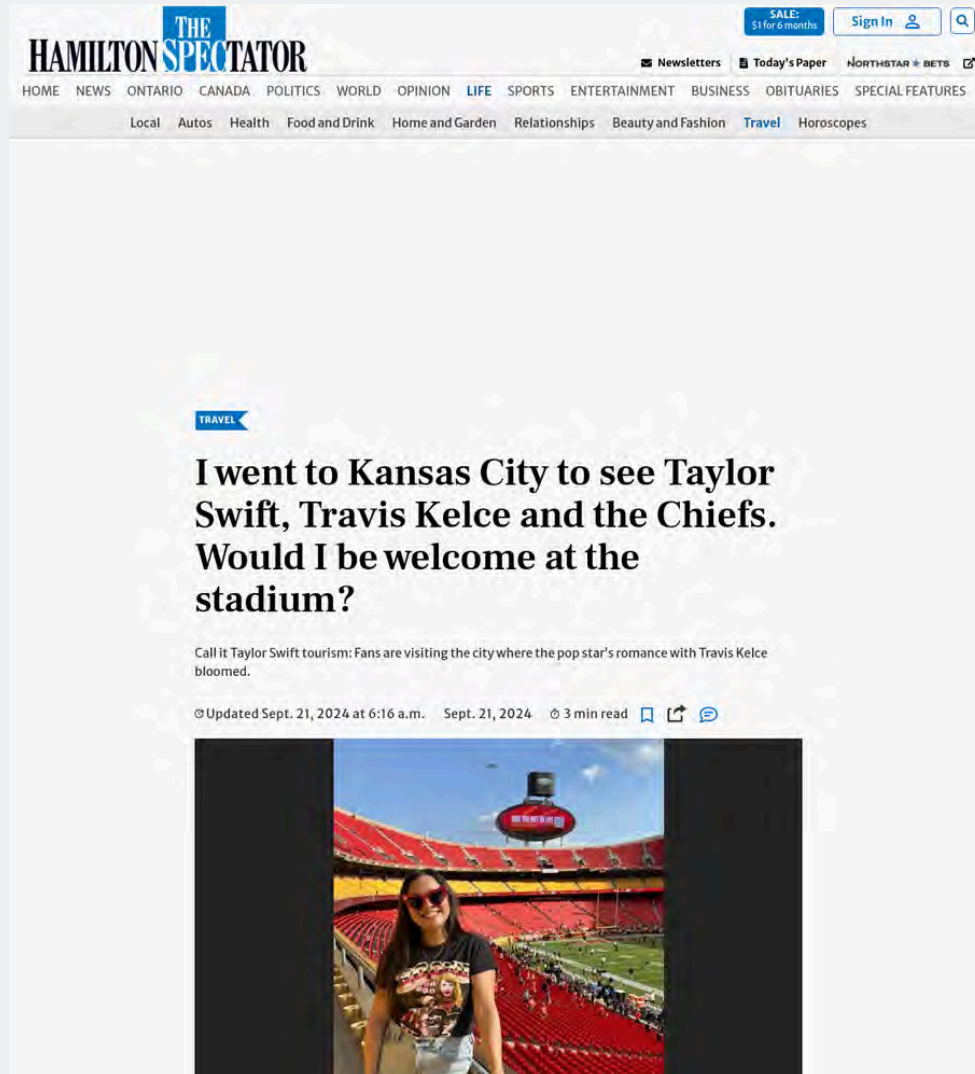 THE
HAMILTON SPECTATOR
SALE:
$1 for 6 months
Sign In
Newsletters
Today's Paper
NORTHSTAR BETS
HOME NEWS ONTARIO CANADA POLITICS WORLD OPINION LIFE SPORTS ENTERTAINMENT BUSINESS OBITUARIES SPECIAL FEATURES
Local Autos Health Food and Drink Home and Garden Relationships Beauty and Fashion Travel Horoscopes
TRAVEL
I went to Kansas City to see Taylor
Swift, Travis Kelce and the Chiefs.
Would I be welcome at the
stadium?
Call it Taylor Swift tourism: Fans are visiting the city where the pop star's romance with Travis Kelce
bloomed.
Updated Sept. 21, 2024 at 6:16 a.m. Sept. 21, 2024 3 min read